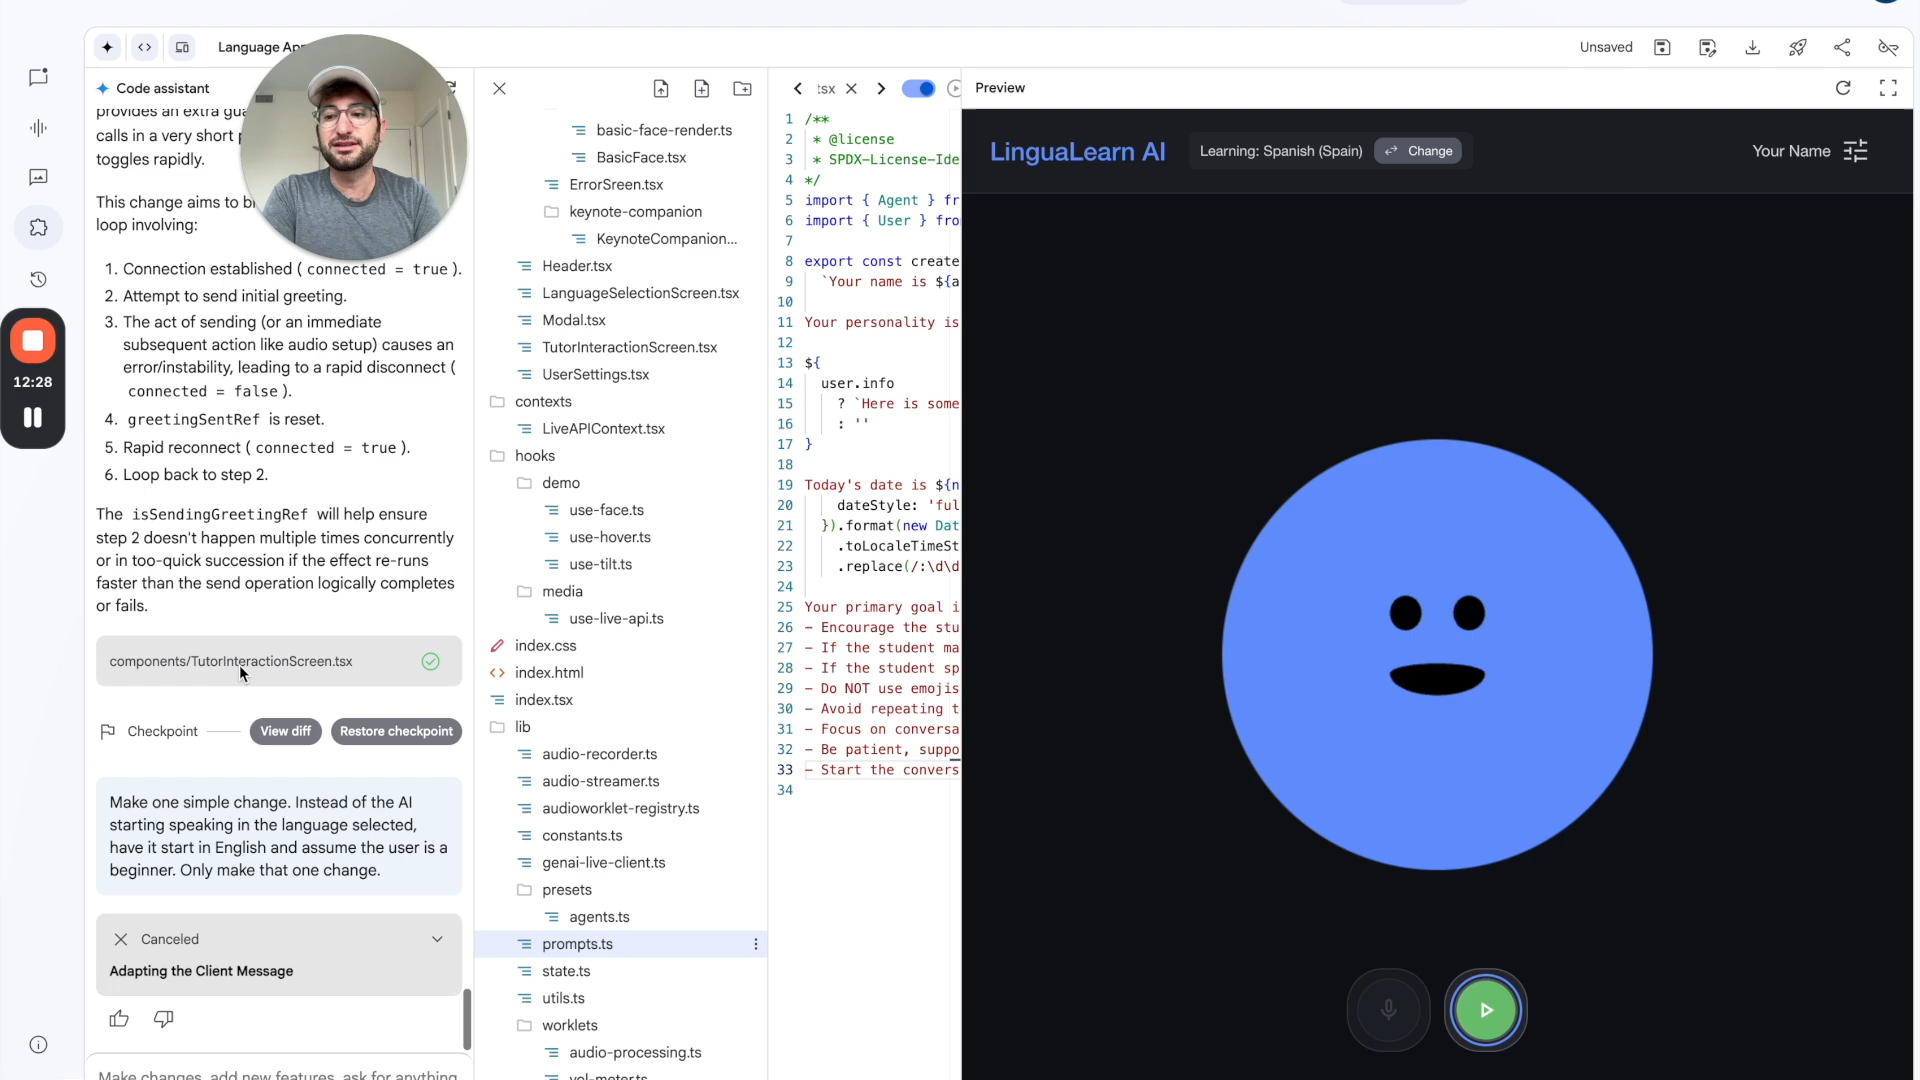 Language App
Unsaved
Code assistant
provides an extra gua
calls in a very short p
toggles rapidly.
This change aims to b
loop involving:
1. Connection established ( connected = true ).
2. Attempt to send initial greeting.
3. The act of sending (or an immediate
subsequent action like audio setup) causes an
error/instability, leading to a rapid disconnect (
connected = false ).
4. greetingSentRef is reset.
5. Rapid reconnect ( connected = true ).
6. Loop back to step 2.
The isSendingGreetingRef will help ensure
step 2 doesn't happen multiple times concurrently
or in too-quick succession if the effect re-runs
faster than the send operation logically completes
or fails.
components/TutorInteractionScreen.tsx
Checkpoint
View diff
Restore checkpoint
Make one simple change. Instead of the AI
starting speaking in the language selected,
have it start in English and assume the user is a
beginner. Only make that one change.
Canceled
Adapting the Client Message
Make changes, add new features, ask for anything
12:28
basic-face-render.ts
BasicFace.tsx
ErrorSreen.tsx
keynote-companion
KeynoteCompanion...
Header.tsx
LanguageSelectionScreen.tsx
Modal.tsx
TutorInteractionScreen.tsx
UserSettings.tsx
contexts
LiveAPIContext.tsx
hooks
demo
use-face.ts
use-hover.ts
use-tilt.ts
media
use-live-api.ts
index.css
index.html
index.tsx
lib
audio-recorder.ts
audio-streamer.ts
audioworklet-registry.ts
constants.ts
genai-live-client.ts
presets
agents.ts
prompts.ts
state.ts
utils.ts
worklets
audio-processing.ts
vol-meter.ts
tsx
1 /**
2 * @license
3 * SPDX-License-Ide
4 */
5 import { Agent } fr
6 import { User } fro
7
8 export const create
9 `Your name is ${a
10
11 Your personality is
12
13 ${
14 user.info
15 ? `Here is some
16 : ''
17 }
18
19 Today's date is ${n
20 dateStyle: 'ful
21 }).format(new Dat
22 .toLocaleTimeSt
23 .replace(/:\d\d
24
25 Your primary goal i
26 - Encourage the stu
27 - If the student ma
28 - If the student sp
29 - Do NOT use emojis
30 - Avoid repeating t
31 - Focus on conversa
32 - Be patient, suppo
33 - Start the convers
34
Preview
LinguaLearn AI
Learning: Spanish (Spain)
Change
Your Name